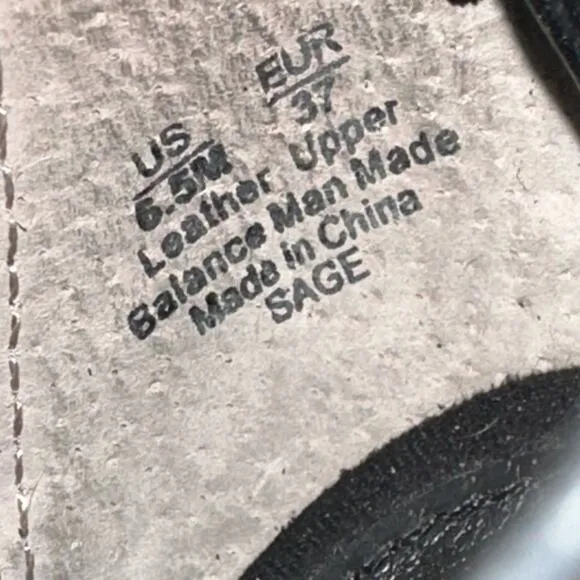 US EUR
6.5M 37
Leather Upper
Balance Man Made
Made in China
SAGE